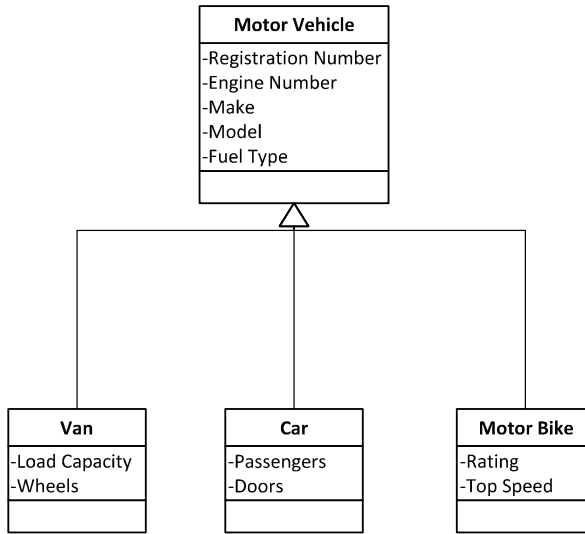 Motor Vehicle
-Registration Number
-Engine Number
-Make
-Model
-Fuel Type
Van
-Load Capacity
-Wheels
Car
-Passengers
-Doors
Motor Bike
-Rating
-Top Speed